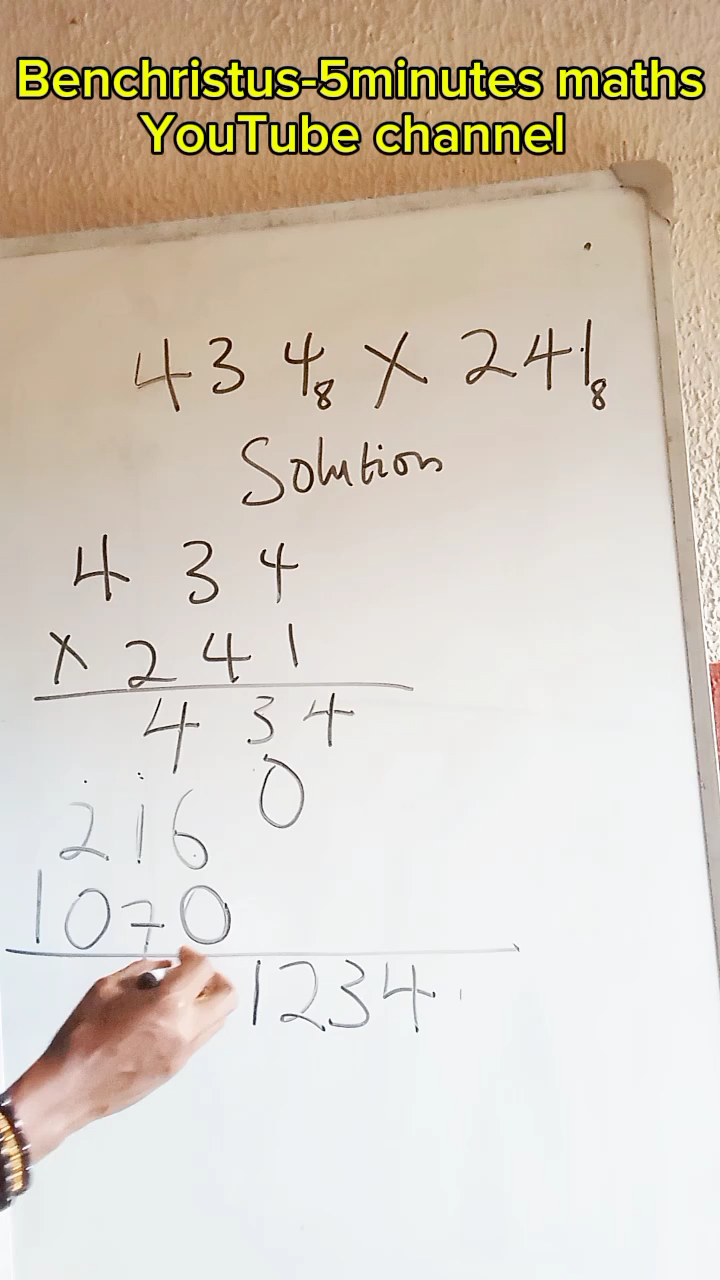 Benchristus-5minutes maths
YouTube channel
434₈ X 241₈
Solution
4 3 4
X 2 4 1
4 3 4
2 1 6 0
1 0 7 0
1 2 3 4